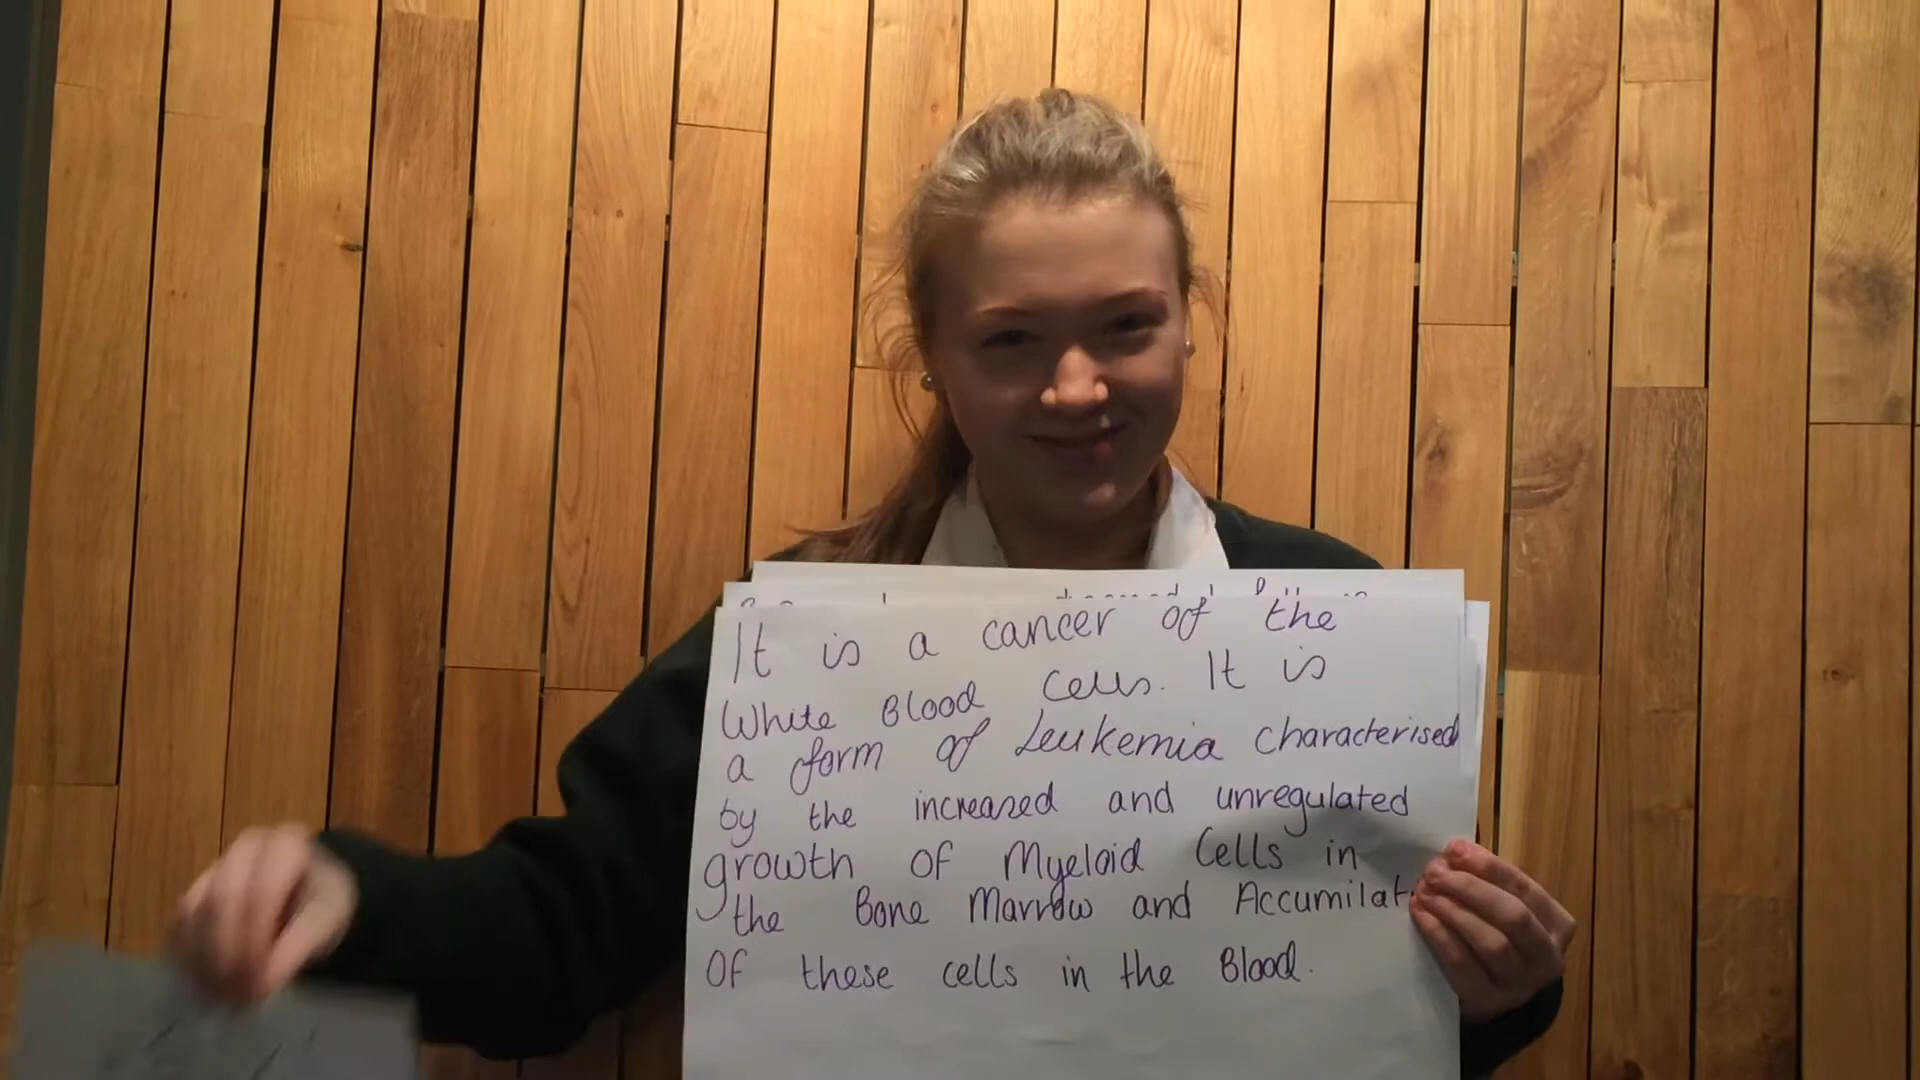 It is a cancer of the
White Blood Cells. It is
a form of Leukemia characterised
by the increased and unregulated
growth of Myeloid Cells in
the Bone Marrow and
Of these cells in the Blood.